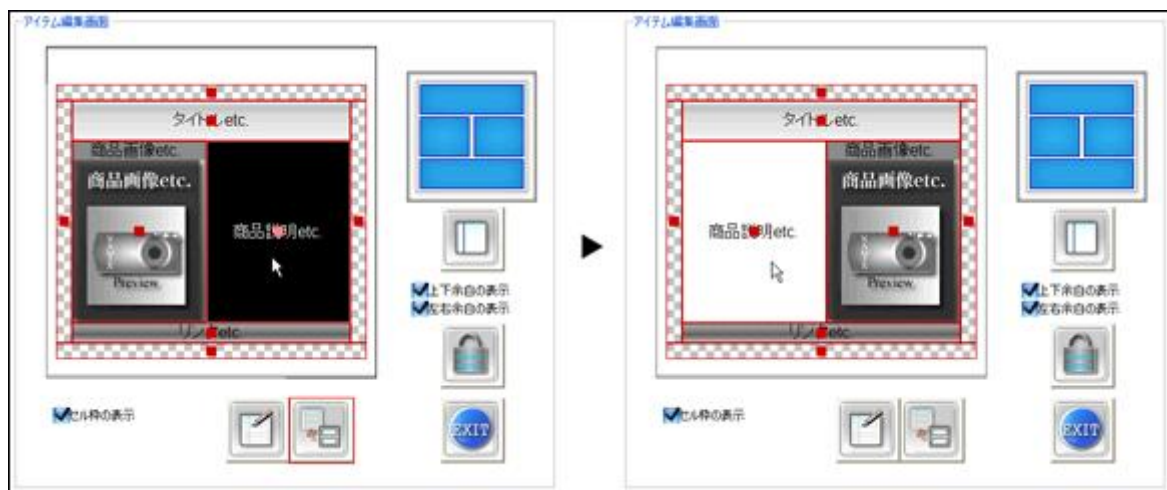 アイテム編集画面
タイトルetc.
商品画像etc.
商品画像etc.
商品説明etc.
Preview
リンクetc.
上下余白の表示
左右余白の表示
セル枠の表示
EXIT
アイテム編集画面
タイトルetc.
商品画像etc.
商品画像etc.
商品説明etc.
Preview
リンクetc.
上下余白の表示
左右余白の表示
セル枠の表示
EXIT